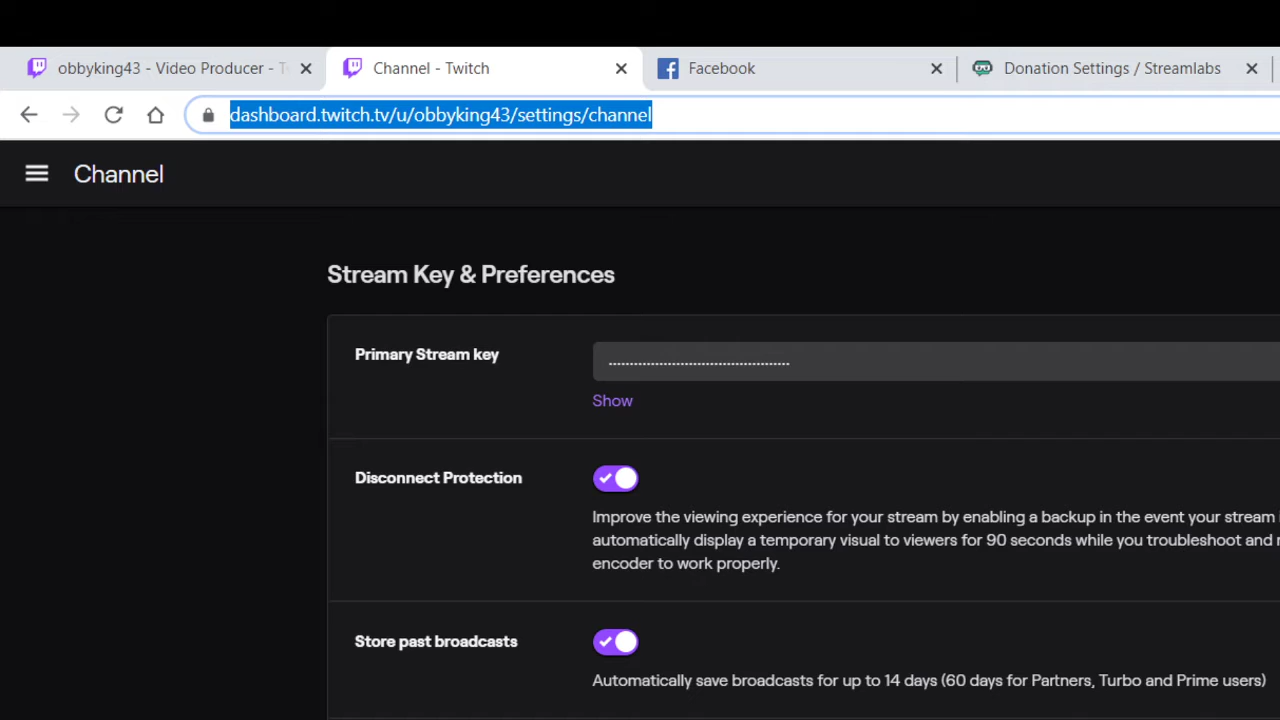 obbyking43 - Video Producer - Tw
Channel - Twitch
Facebook
Donation Settings / Streamlabs
dashboard.twitch.tv/u/obbyking43/settings/channel
Channel
Stream Key & Preferences
Primary Stream key
Show
Disconnect Protection
Improve the viewing experience for your stream by enabling a backup in the event your stream
automatically display a temporary visual to viewers for 90 seconds while you troubleshoot and
encoder to work properly.
Store past broadcasts
Automatically save broadcasts for up to 14 days (60 days for Partners, Turbo and Prime users)